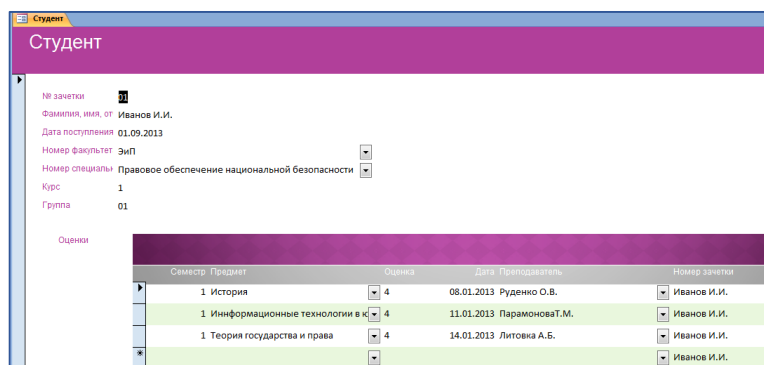 Студент
Студент
№ зачетки 01
Фамилия, имя, от Иванов И.И.
Дата поступления 01.09.2013
Номер факультет ЭиП
Номер специальн Правовое обеспечение национальной безопасности
Курс 1
Группа 01
Оценки
Семестр Предмет Оценка Дата Преподаватель Номер зачетки
1 История 4 08.01.2013 Руденко О.В. Иванов И.И.
1 Иннформационные технологии в ю 4 11.01.2013 ПарамоноваТ.М. Иванов И.И.
1 Теория государства и права 4 14.01.2013 Литовка А.Б. Иванов И.И.
* Иванов И.И.